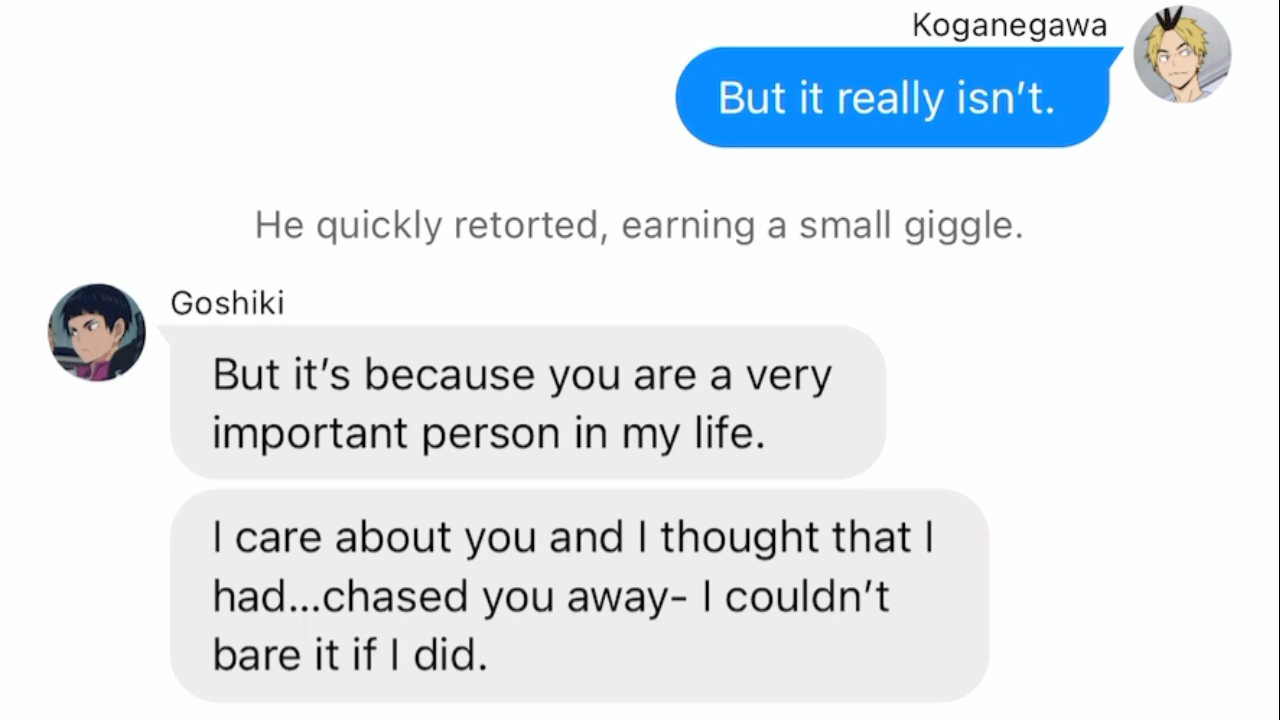 Koganegawa
But it really isn’t.
He quickly retorted, earning a small giggle.
Goshiki
But it’s because you are a very
important person in my life.
I care about you and I thought that I
had...chased you away- I couldn’t
bare it if I did.